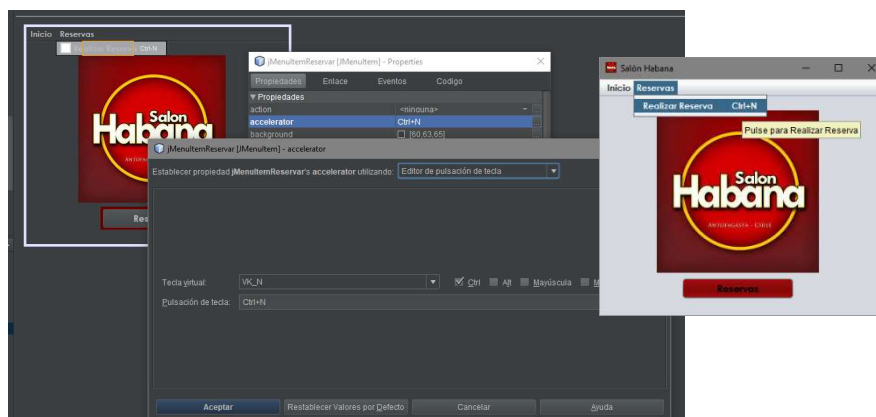 Inicio Reservas
Realizar Reserva Ctrl-N
Salon
Habana
Res
jMenuItemReservar [JMenuItem] - Properties
Propiedades Enlace Eventos Codigo
Propiedades
action <ninguna>
accelerator Ctrl+N
background [60,63,65]
jMenuItemReservar [JMenuItem] - accelerator
Establecer propiedad jMenuItemReservar's accelerator utilizando: Editor de pulsación de tecla
Tecla virtual: VK_N Ctrl Alt Mayúscula M
Pulsación de tecla: Ctrl+N
Aceptar Restablecer Valores por Defecto Cancelar Ayuda
Salón Habana
Inicio Reservas
Realizar Reserva Ctrl+N
Pulse para Realizar Reserva
Salon
Habana
ANTOFAGASTA - CHILE
Reservas